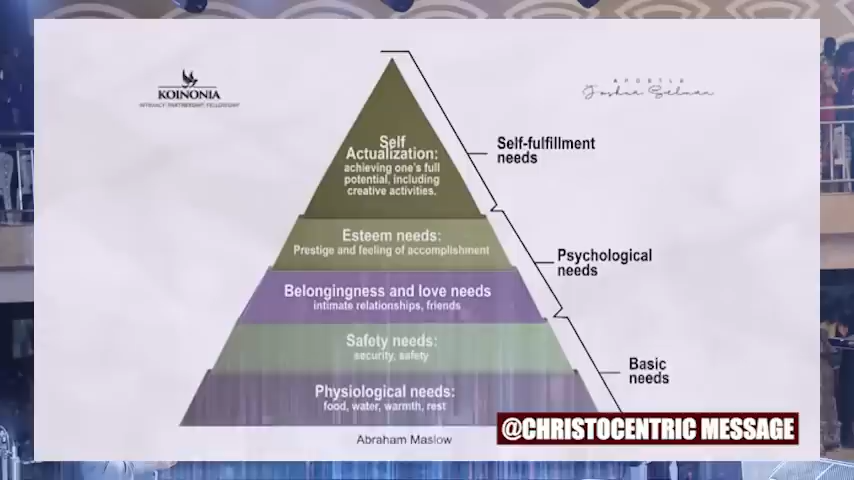 KOINONIA
INTIMACY·PARTNERSHIP·FELLOWSHIP
APOSTLE
Joshua Selman
Self
Actualization:
achieving one's full
potential, including
creative activities.
Self-fulfillment
needs
Esteem needs:
Prestige and feeling of accomplishment
Psychological
needs
Belongingness and love needs
intimate relationships, friends
Safety needs:
security, safety
Basic
needs
Physiological needs:
food, water, warmth, rest
Abraham Maslow
@CHRISTOCENTRIC MESSAGE